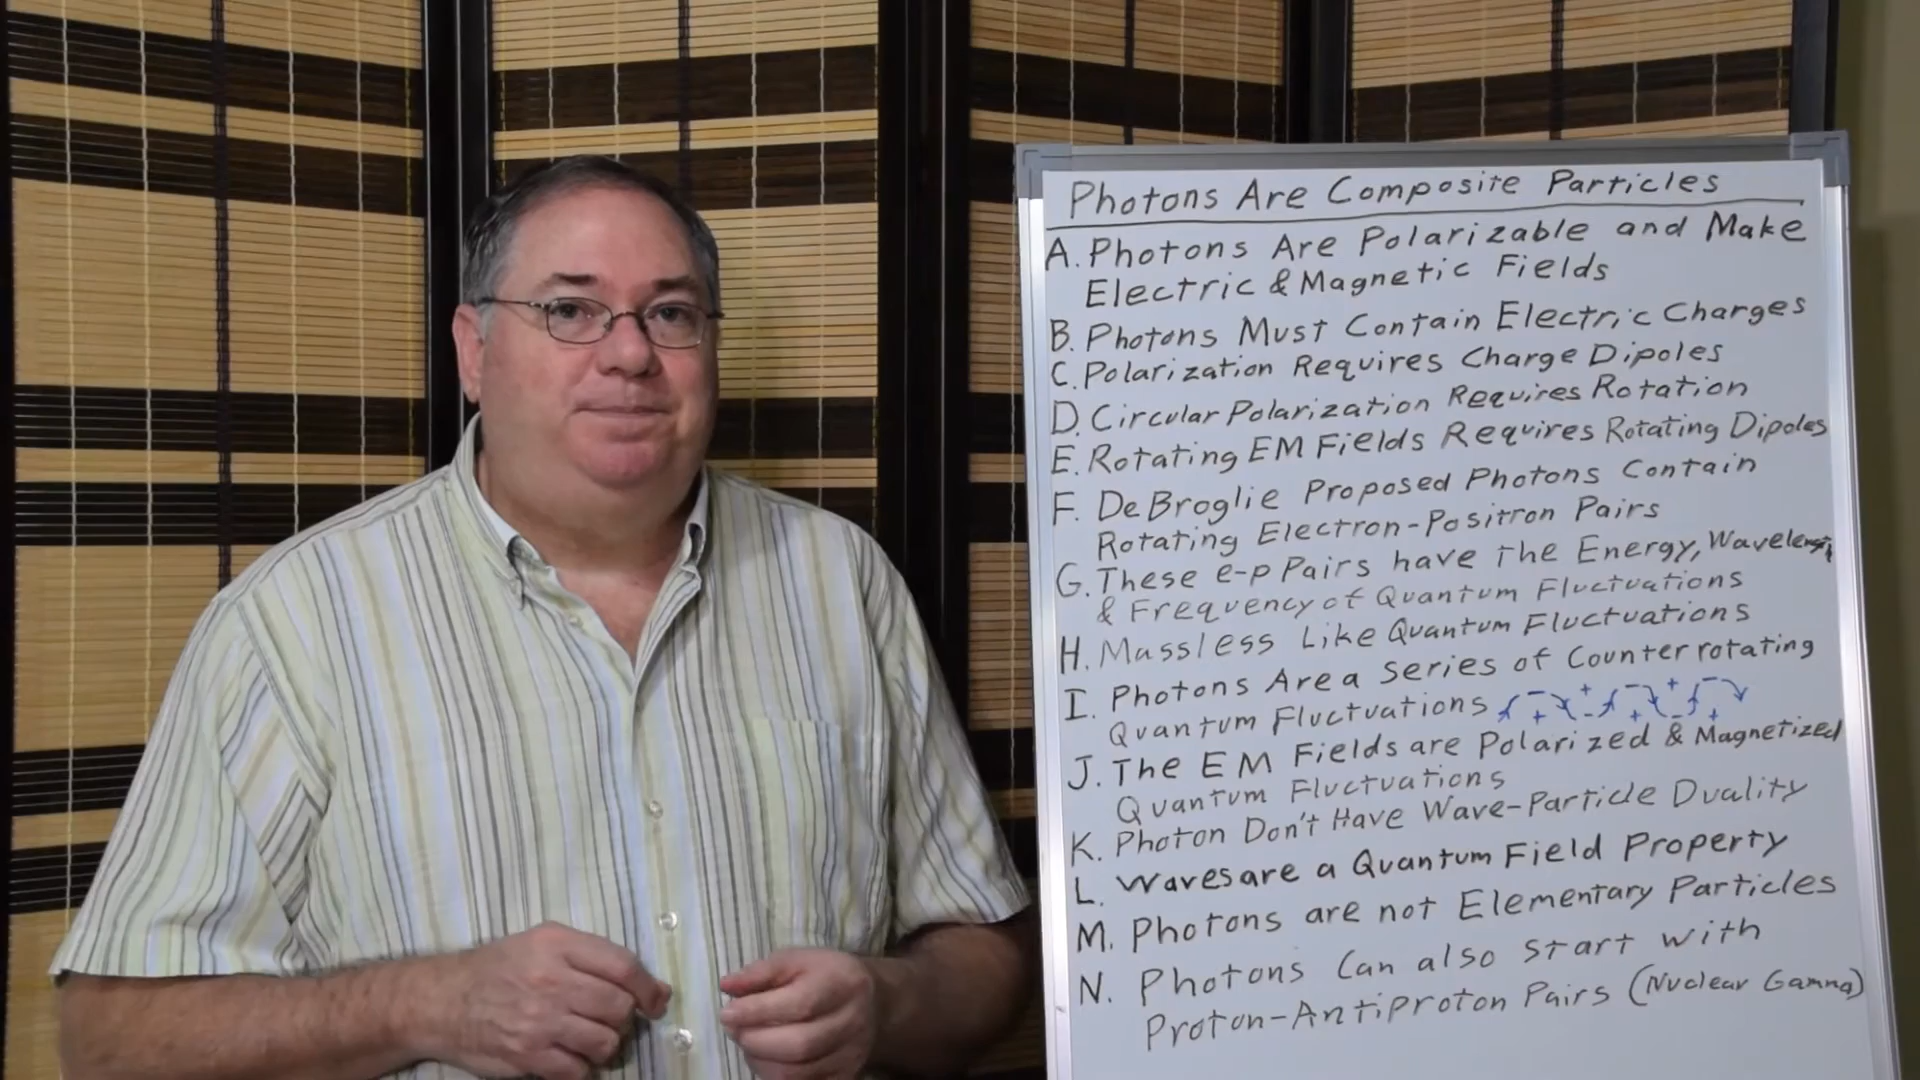 Photons Are Composite Particles
A. Photons Are Polarizable and Make
Electric & Magnetic Fields
B. Photons Must Contain Electric Charges
C. Polarization Requires Charge Dipoles
D. Circular Polarization Requires Rotation
E. Rotating EM Fields Requires Rotating Dipoles
F. DeBroglie Proposed Photons Contain
Rotating Electron-Positron Pairs
G. These e-p Pairs have the Energy,
& Frequency of Quantum Fluctuations
H. Massless Like Quantum Fluctuations
I. Photons Are a Series of Counter rotating
Quantum Fluctuations - + - + -
+ - + - +
J. The EM Fields are Polarized & Magnetized
Quantum Fluctuations
K. Photon Don't Have Wave-Particle Duality
L. Waves are a Quantum Field Property
M. Photons are not Elementary Particles
N. Photons Can also Start with
Proton-Antiproton Pairs (Nuclear Gamma)